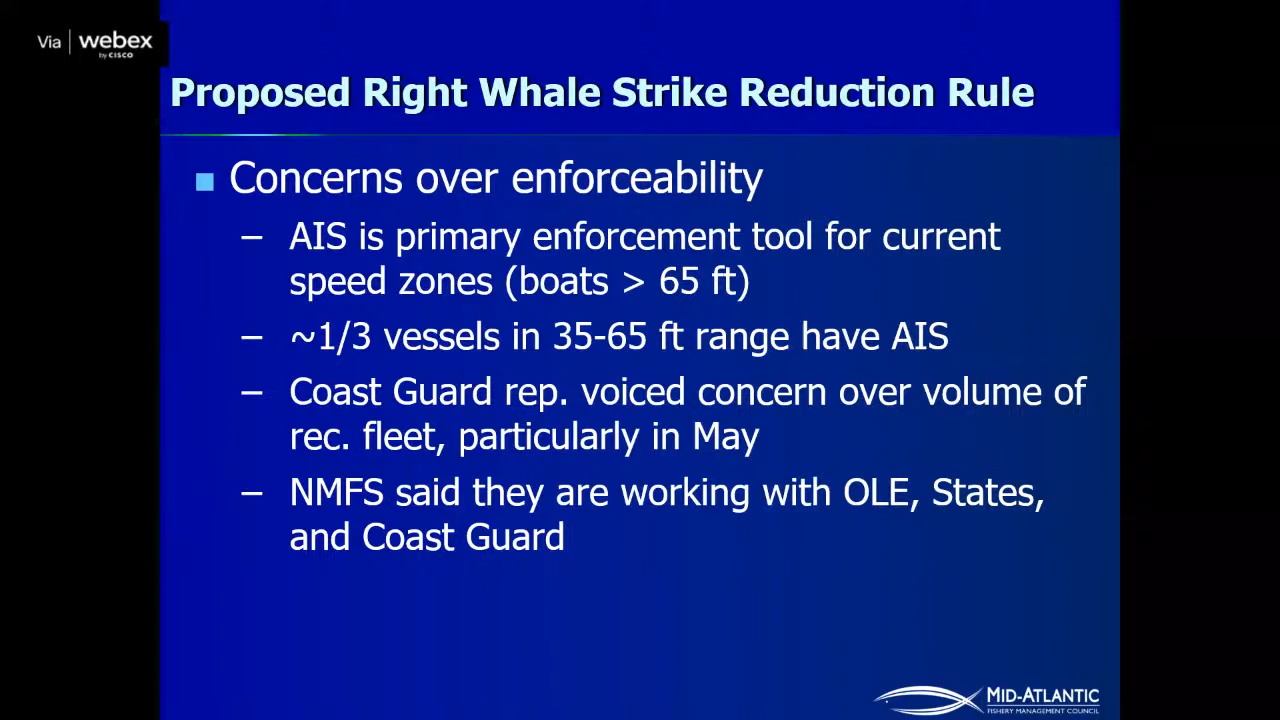 Via webex
by CISCO
Proposed Right Whale Strike Reduction Rule
Concerns over enforceability
– AIS is primary enforcement tool for current
speed zones (boats > 65 ft)
– ~1/3 vessels in 35-65 ft range have AIS
– Coast Guard rep. voiced concern over volume of
rec. fleet, particularly in May
– NMFS said they are working with OLE, States,
and Coast Guard
MID-ATLANTIC
FISHERY MANAGEMENT COUNCIL